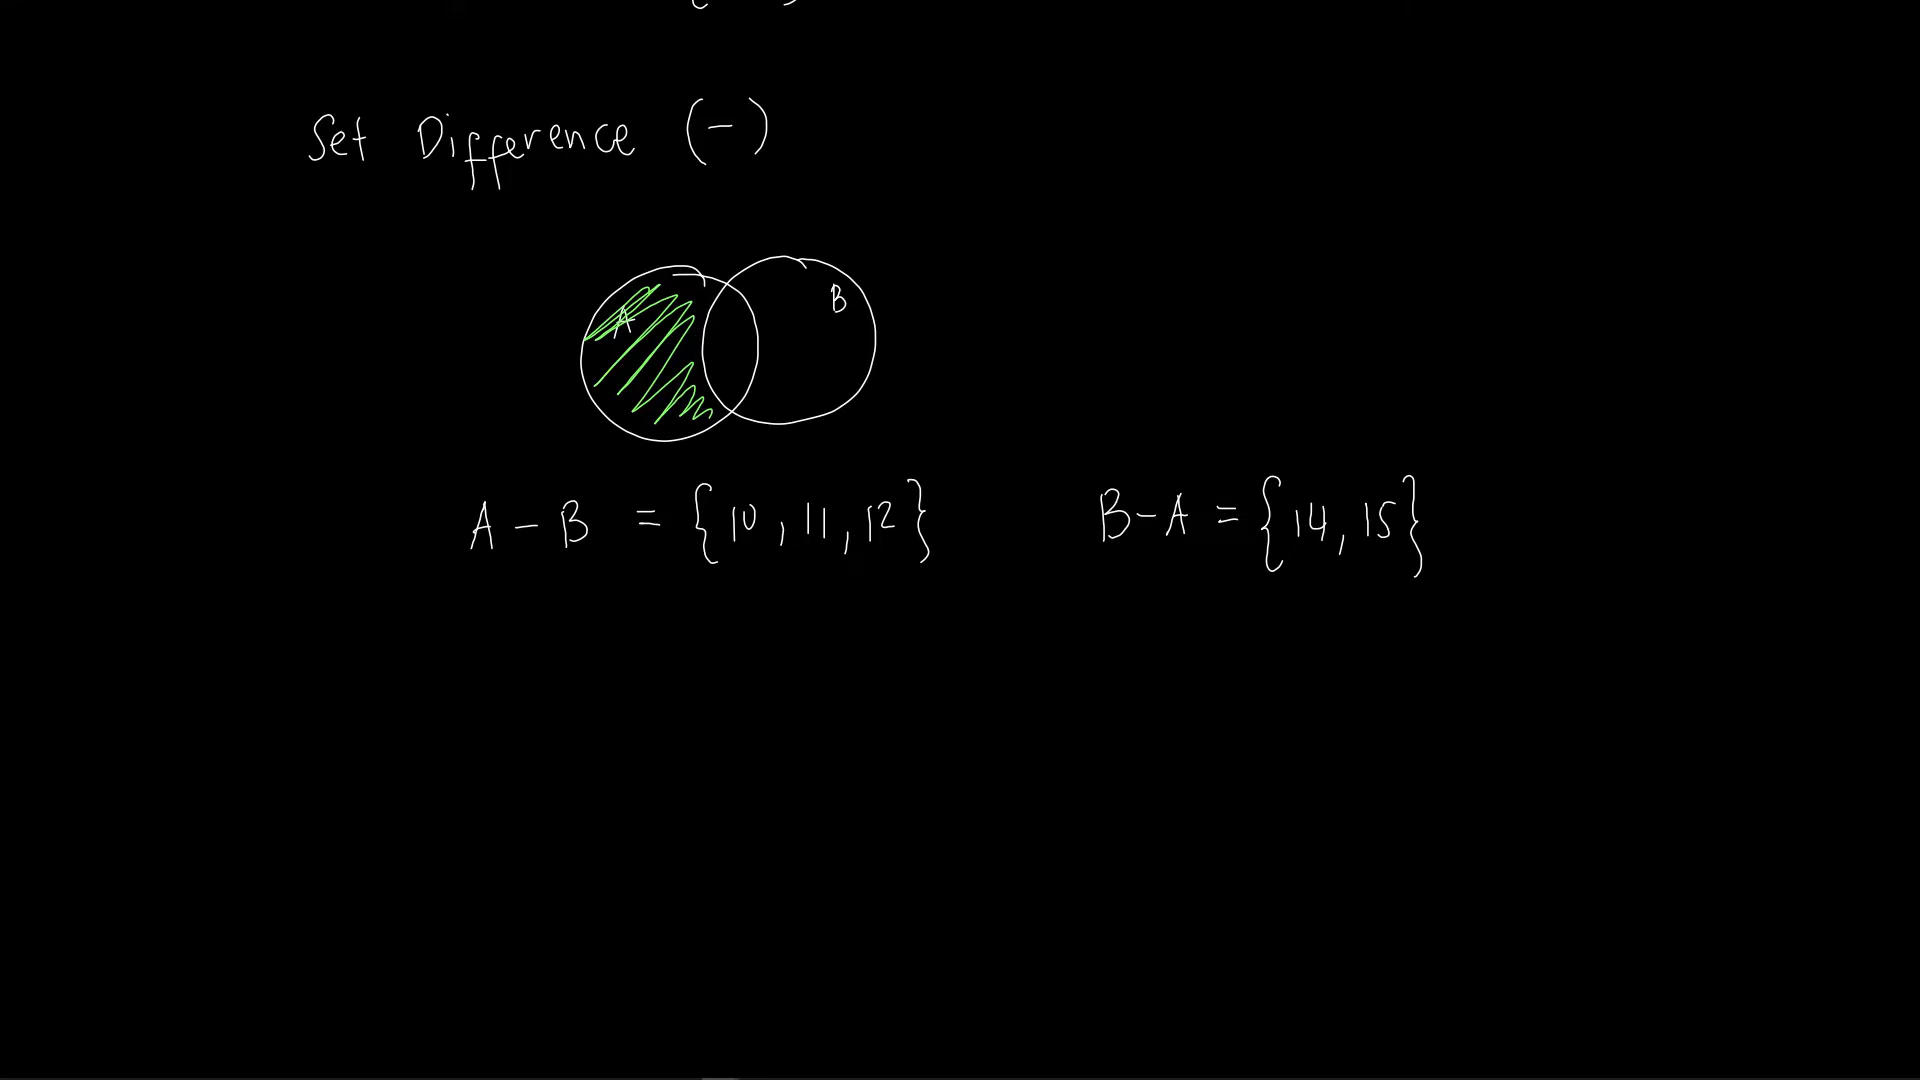 Set Difference (-)
A B
A - B = {10, 11, 12} B-A = {14, 15}